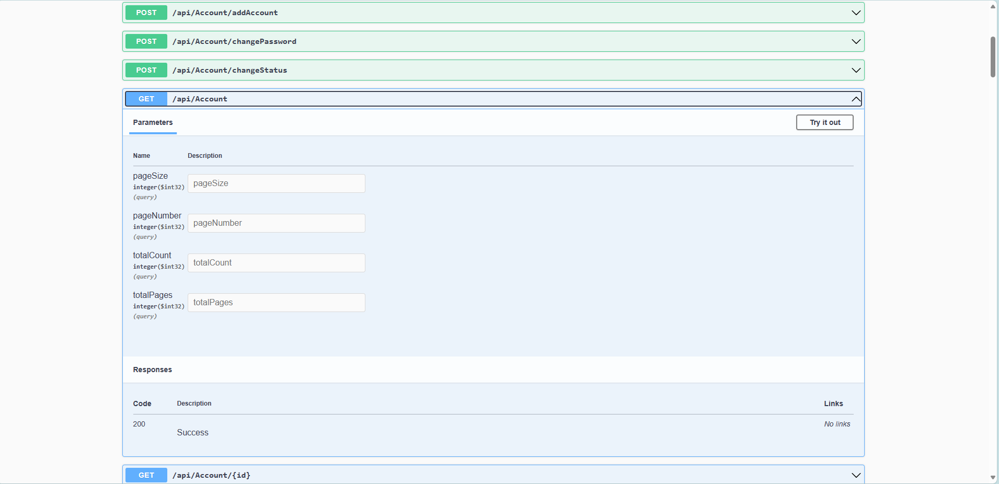 POST /api/Account/addAccount
POST /api/Account/changePassword
POST /api/Account/changeStatus
GET /api/Account
Parameters
Try it out
Name Description
pageSize
integer($int32)
(query)
pageSize
pageNumber
integer($int32)
(query)
pageNumber
totalCount
integer($int32)
(query)
totalCount
totalPages
integer($int32)
(query)
totalPages
Responses
Code Description Links
200
Success
No links
GET /api/Account/{id}